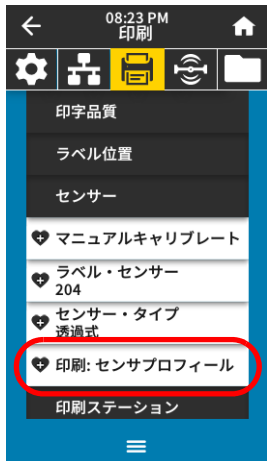 08:23 PM
印刷
印字品質
ラベル位置
センサー
マニュアルキャリブレート
ラベル・センサー
204
センサー・タイプ
透過式
印刷: センサプロフィール
印刷ステーション